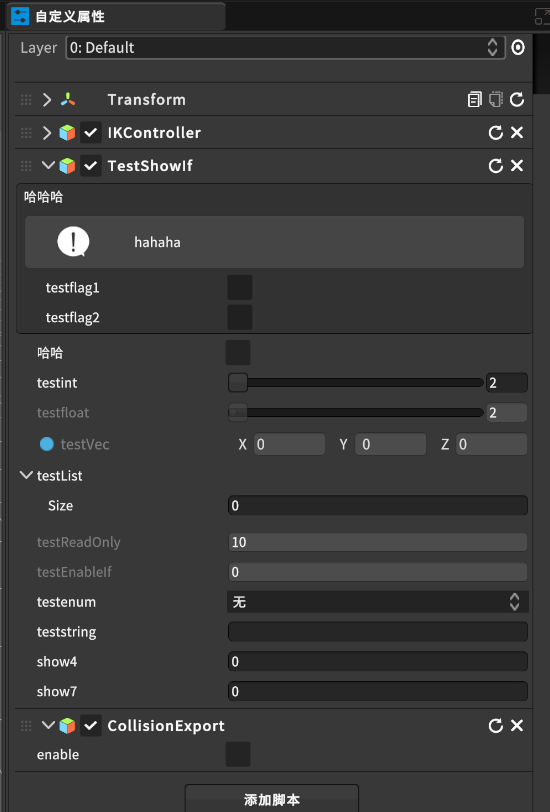 自定义属性
Layer 0: Default
Transform
IKController
TestShowIf
哈哈哈
hahaha
testflag1
testflag2
哈哈
testint 2
testfloat 2
testVec X 0 Y 0 Z 0
testList
Size 0
testReadOnly 10
testEnableIf 0
testenum 无
teststring
show4 0
show7 0
CollisionExport
enable
添加脚本